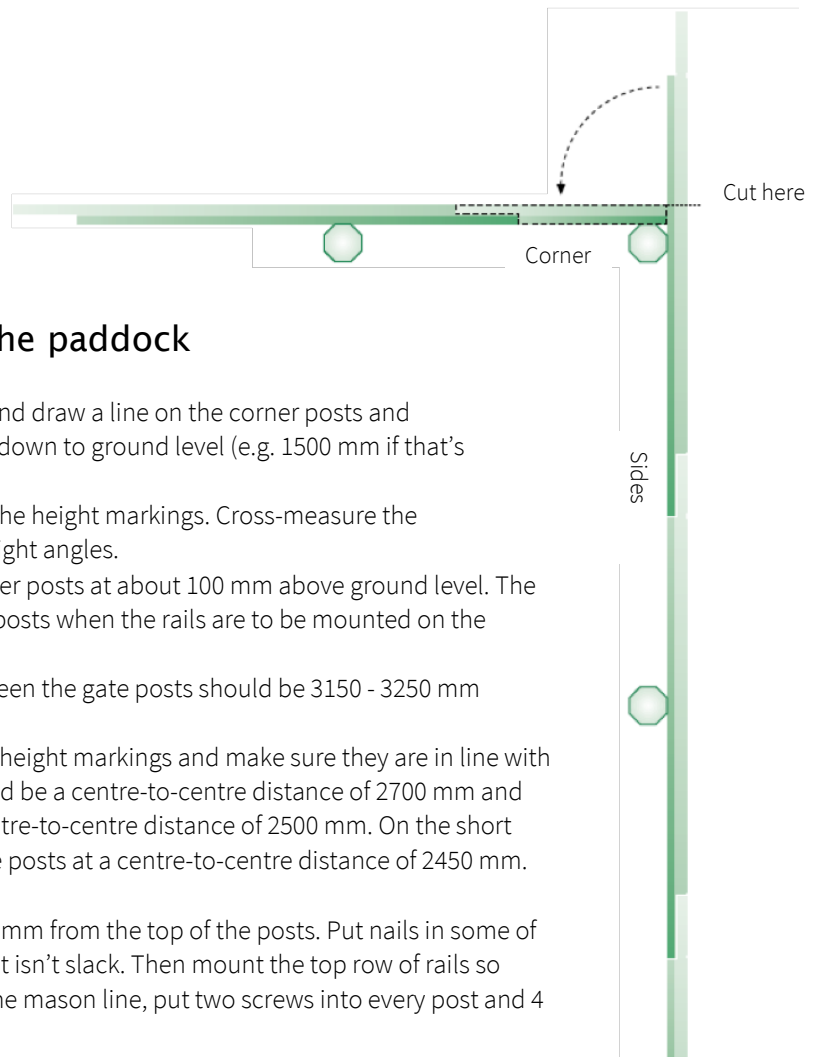 Cut here
Corner
he paddock
nd draw a line on the corner posts and
down to ground level (e.g. 1500 mm if that’s
Sides
he height markings. Cross-measure the
ight angles.
er posts at about 100 mm above ground level. The
posts when the rails are to be mounted on the
een the gate posts should be 3150 - 3250 mm
height markings and make sure they are in line with
d be a centre-to-centre distance of 2700 mm and
tre-to-centre distance of 2500 mm. On the short
e posts at a centre-to-centre distance of 2450 mm.
mm from the top of the posts. Put nails in some of
t isn’t slack. Then mount the top row of rails so
he mason line, put two screws into every post and 4